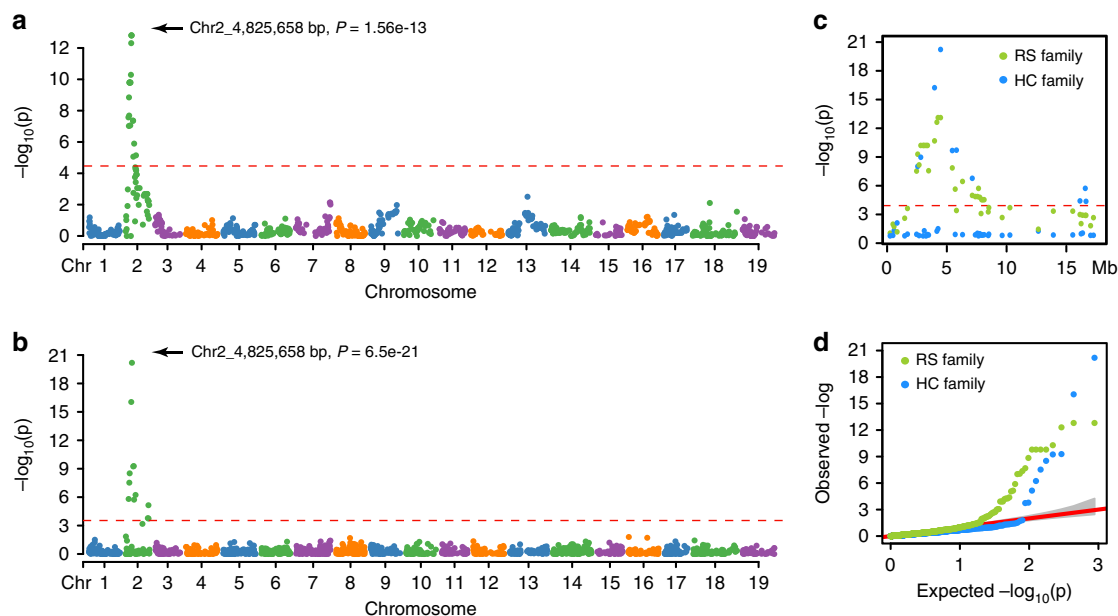 a
Chr2_4,825,658 bp, P = 1.56e-13
12
10
8
6
4
2
0
−log10(p)
Chr 1 2 3 4 5 6 7 8 9 10 11 12 13 14 15 16 17 18 19
Chromosome
b
Chr2_4,825,658 bp, P = 6.5e-21
21
18
15
12
9
6
3
0
−log10(p)
Chr 1 2 3 4 5 6 7 8 9 10 11 12 13 14 15 16 17 18 19
Chromosome
c
21
18
15
12
9
6
3
0
−log10(p)
RS family
HC family
0 5 10 15 Mb
d
21
18
15
12
9
6
3
0
Observed −log
RS family
HC family
0 1 2 3
Expected −log10(p)